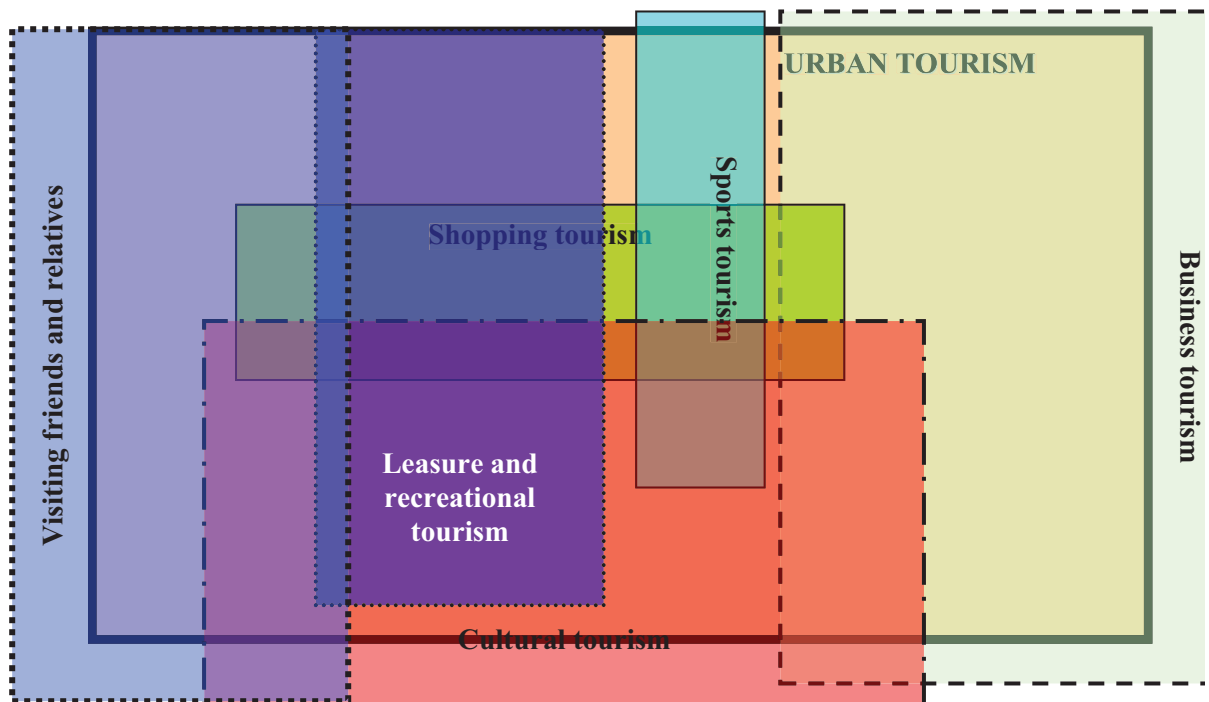 URBAN TOURISM
Visiting friends and relatives
Shopping tourism
Sports tourism
Business tourism
Leasure and
recreational
tourism
Cultural tourism